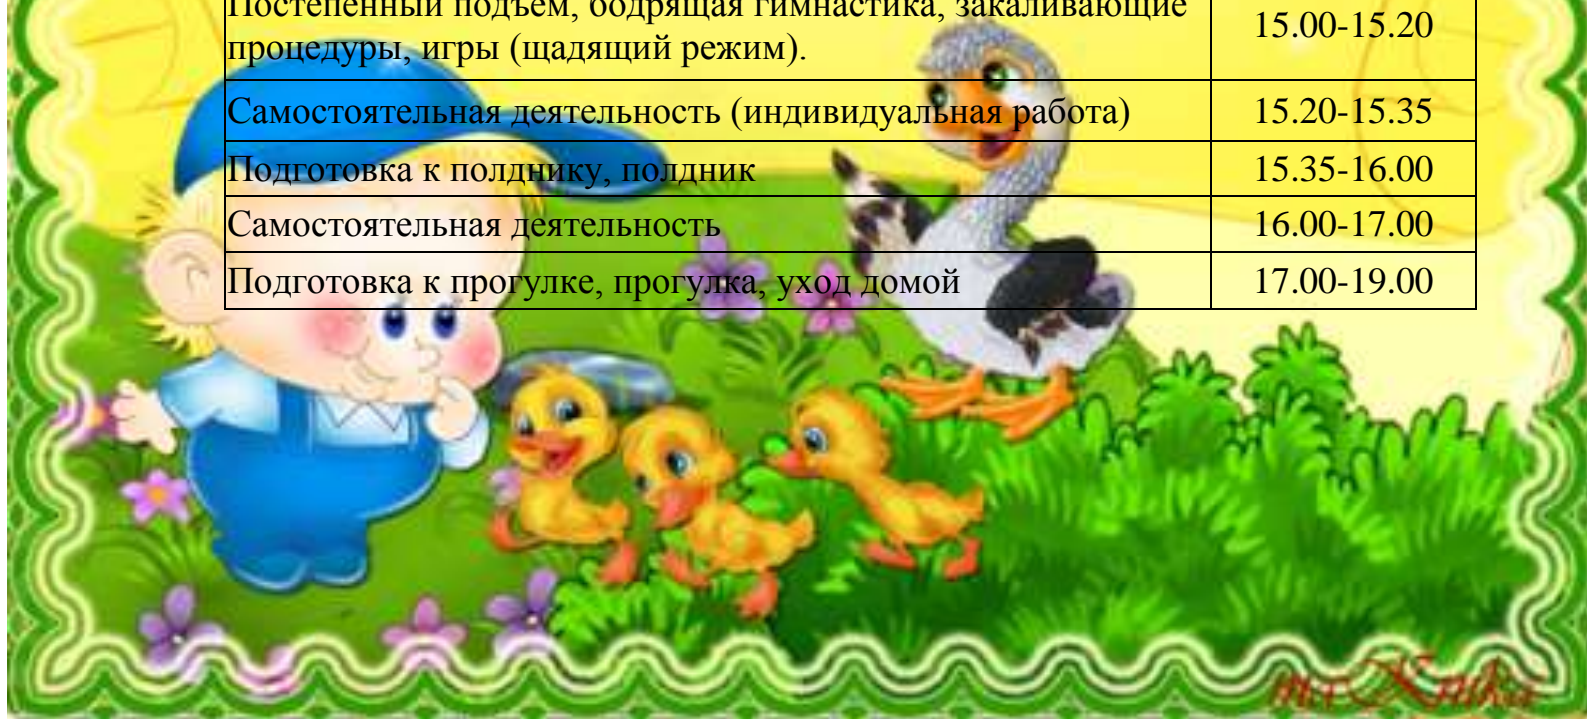 Постепенный подъем, бодрящая гимнастика, закаливающие
процедуры, игры (щадящий режим).
15.00-15.20
Самостоятельная деятельность (индивидуальная работа) 15.20-15.35
Подготовка к полднику, полдник 15.35-16.00
Самостоятельная деятельность 16.00-17.00
Подготовка к прогулке, прогулка, уход домой 17.00-19.00